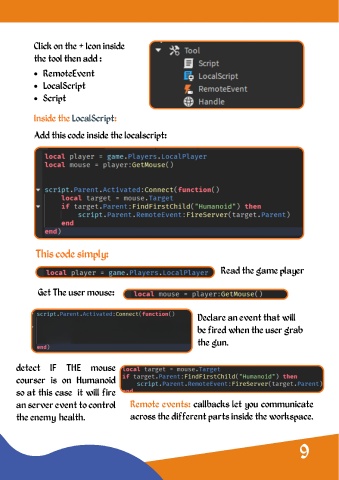 Click on the + Icon inside
the tool then add :
• RemoteEvent
• LocalScript
• Script
Tool
Script
LocalScript
RemoteEvent
Handle
Inside the LocalScript:
Add this code inside the localscript:
local player = game.Players.LocalPlayer
local mouse = player:GetMouse()
script.Parent.Activated:Connect(function()
local target = mouse.Target
if target.Parent:FindFirstChild("Humanoid") then
script.Parent.RemoteEvent:FireServer(target.Parent)
end
end)
This code simply:
local player = game.Players.LocalPlayer
Read the game player
Get The user mouse:
local mouse = player:GetMouse()
script.Parent.Activated:Connect(function()
end)
Declare an event that will
be fired when the user grab
the gun.
detect IF THE mouse
courser is on Humanoid
so at this case it will fire
an server event to control
the enemy health.
local target = mouse.Target
if target.Parent:FindFirstChild("Humanoid") then
script.Parent.RemoteEvent:FireServer(target.Parent)
end
Remote events: callbacks let you communicate
across the different parts inside the workspace.
9